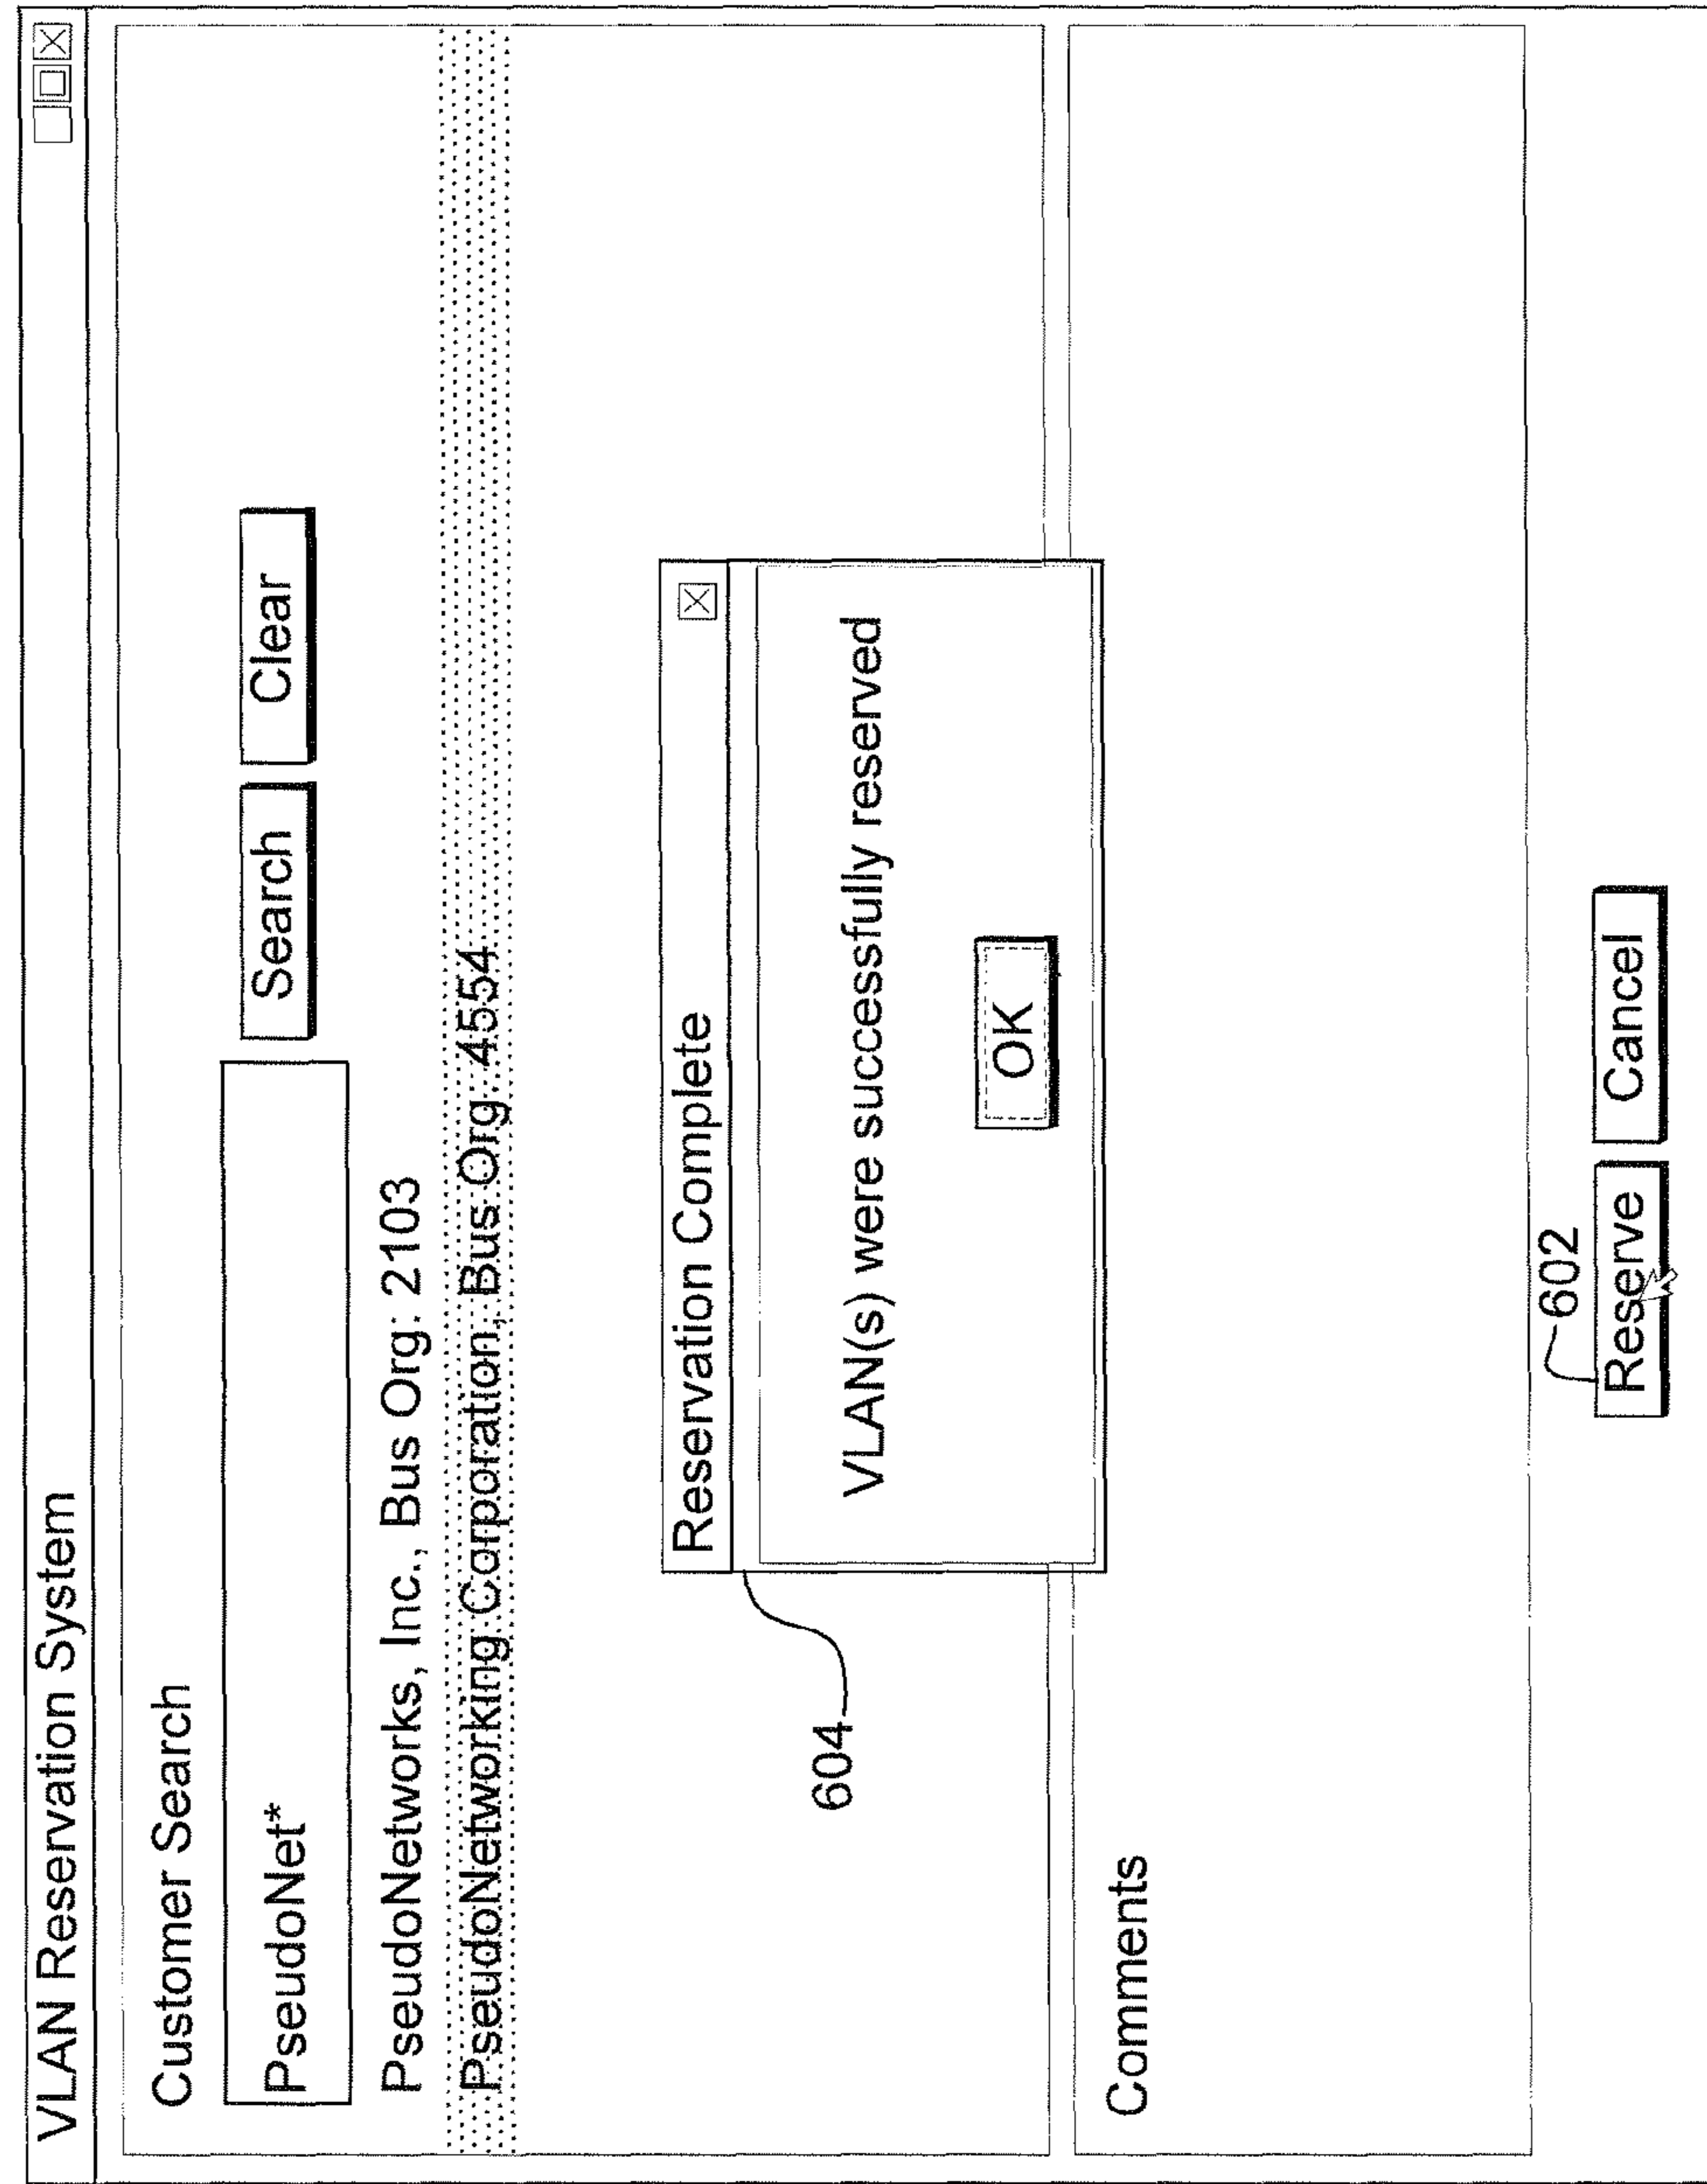 VLAN Reservation System
Customer Search
PseudoNet*
Search
Clear
PseudoNetworks, Inc., Bus Org: 2103
PseudoNetworking Corporation, Bus Org: 4554
Reservation Complete
VLAN(s) were successfully reserved
OK
604
Comments
602
Reserve
Cancel